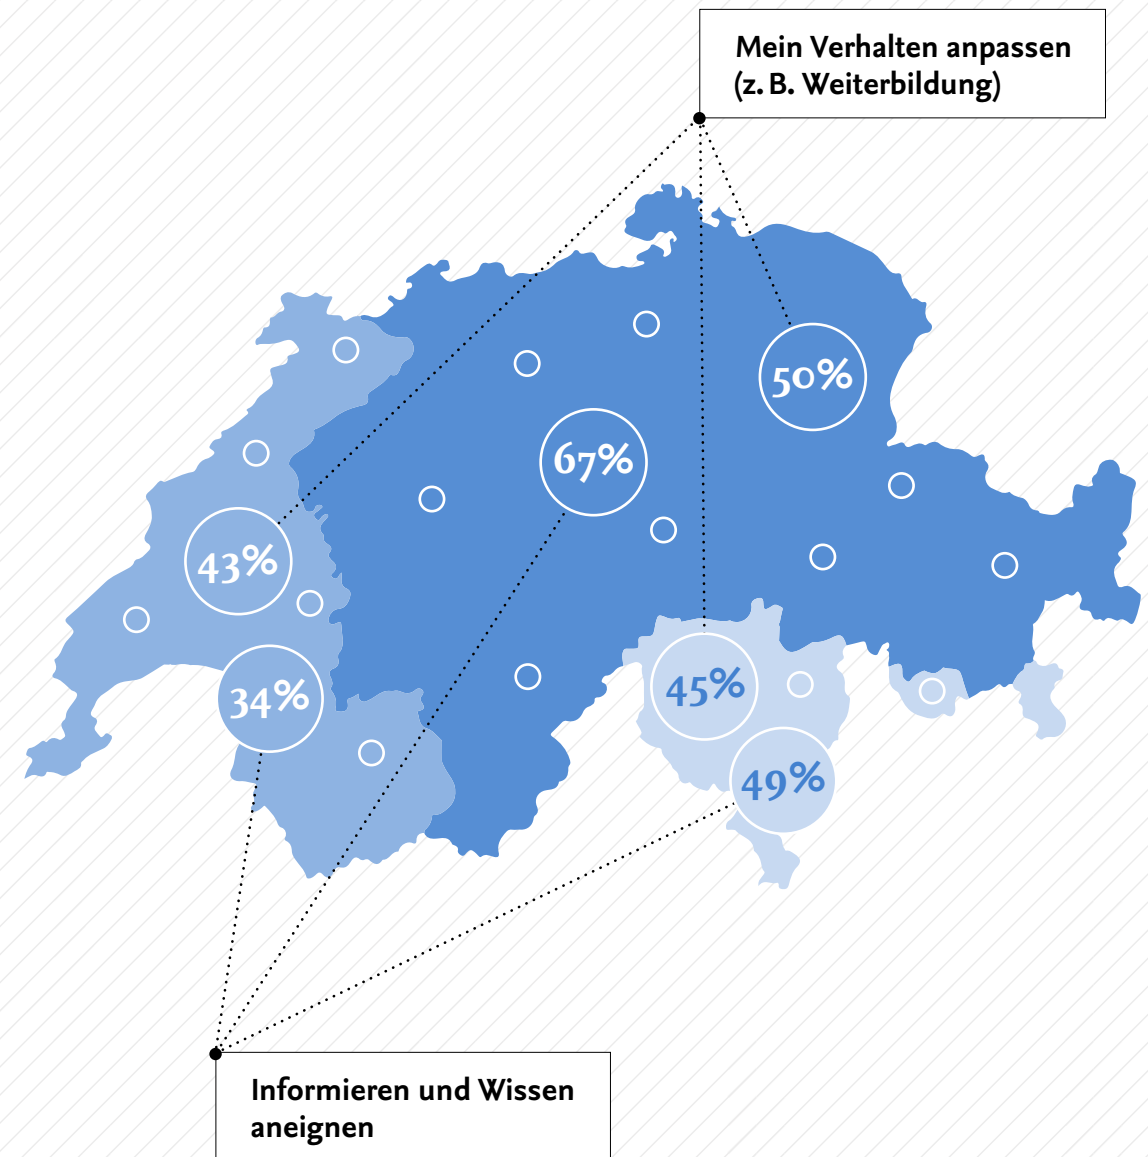 Mein Verhalten anpassen
(z. B. Weiterbildung)
50%
67%
43%
34%
45%
49%
Informieren und Wissen
aneignen